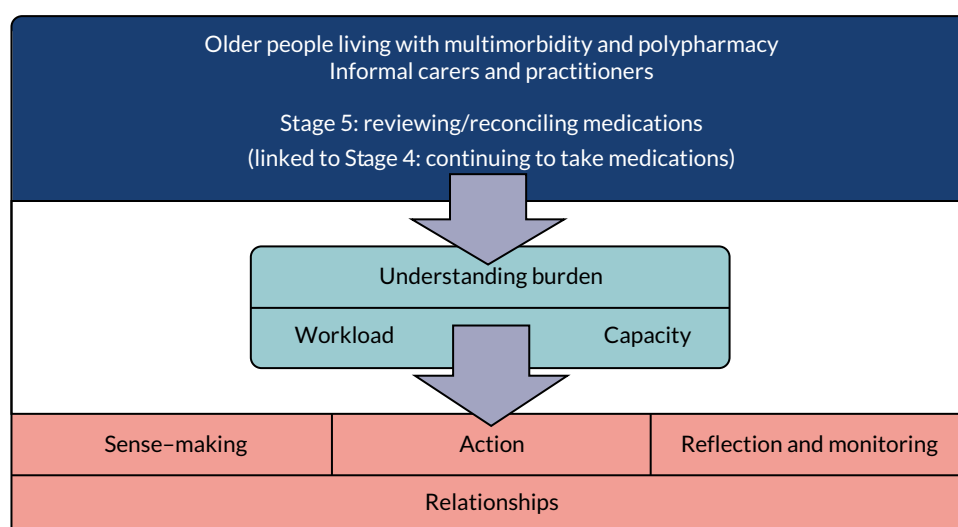 Older people living with multimorbidity and polypharmacy
Informal carers and practitioners
Stage 5: reviewing/reconciling medications
(linked to Stage 4: continuing to take medications)
Understanding burden
Workload
Capacity
Sense–making
Action
Reflection and monitoring
Relationships